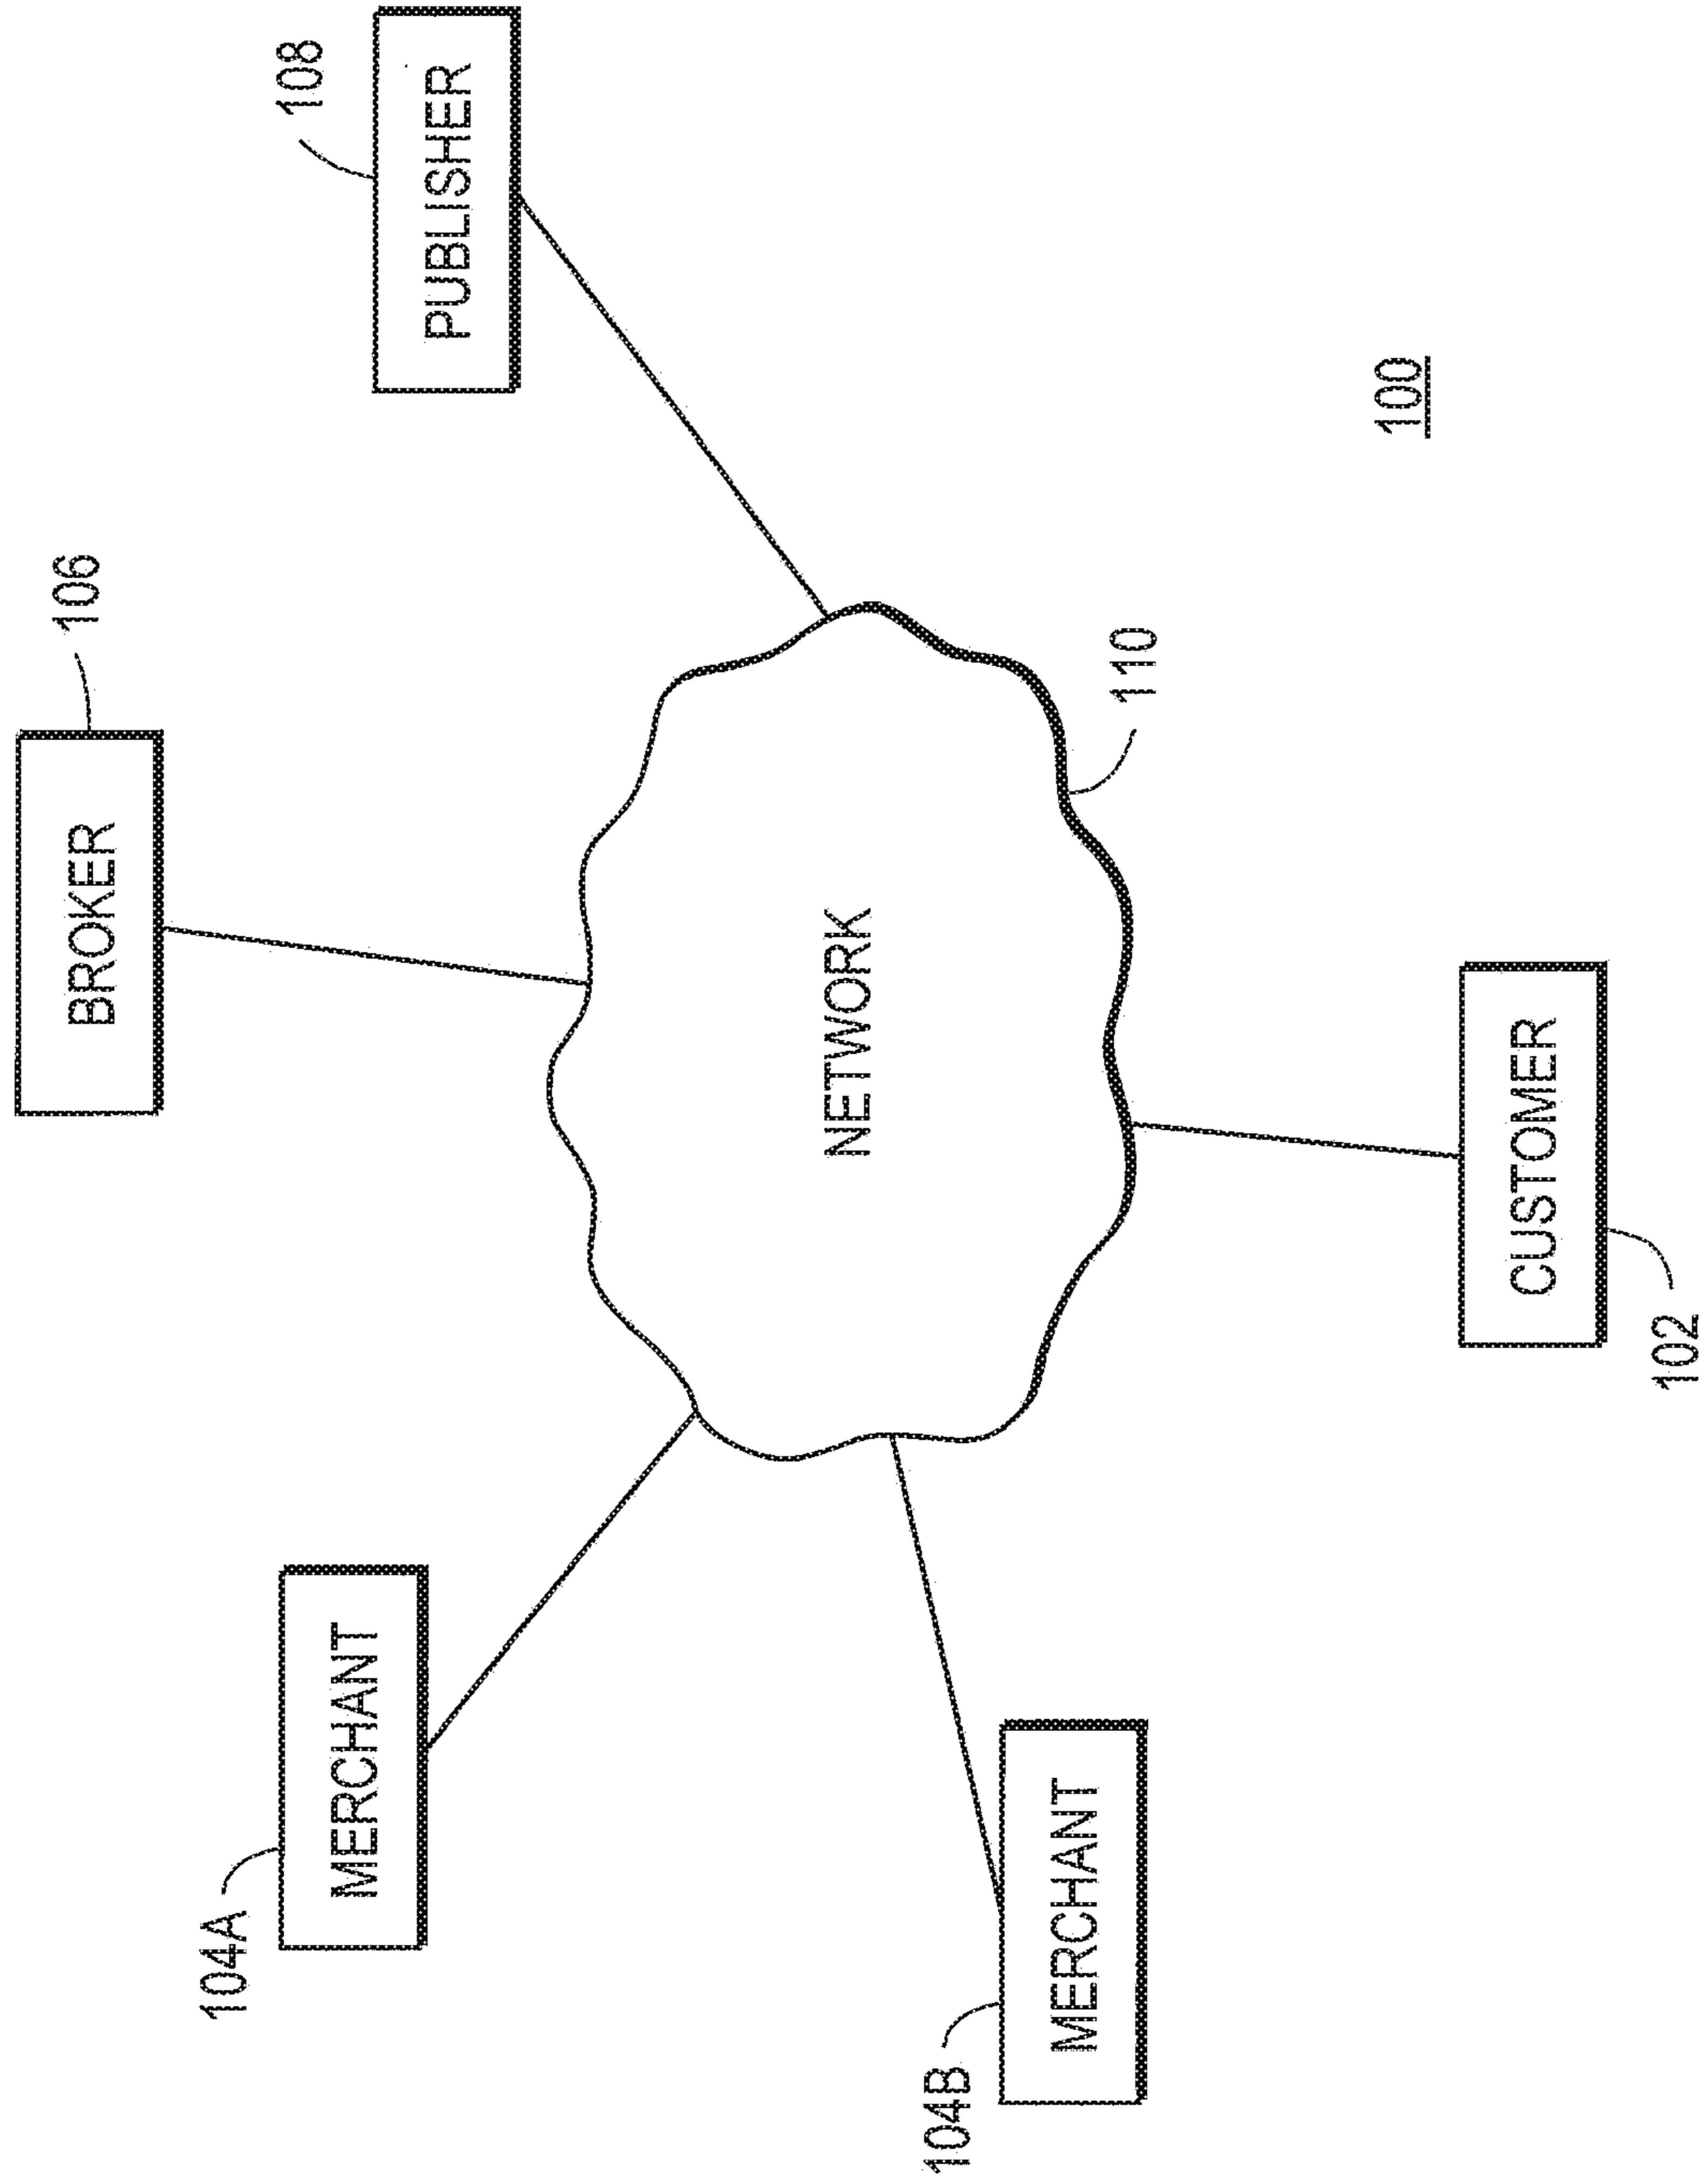 106
BROKER
104A
108
MERCHANT
PUBLISHER
NETWORK
104B
MERCHANT
110
100
CUSTOMER
102